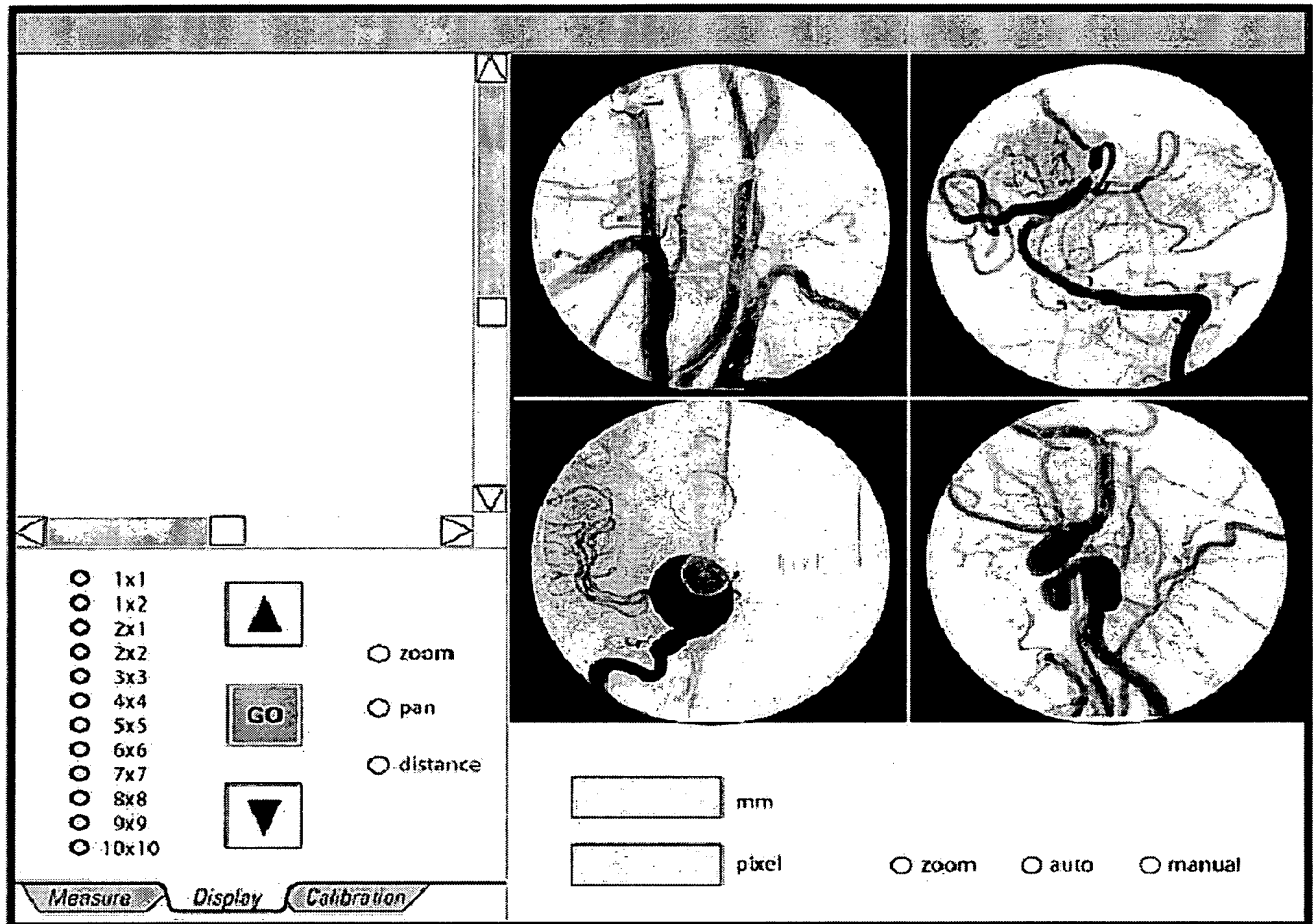 1x1
1x2
2x1
2x2
3x3
4x4
5x5
6x6
7x7
8x8
9x9
10x10
GO
zoom
pan
distance
Measure
Display
Calibration
mm
pixel
zoom
auto
manual